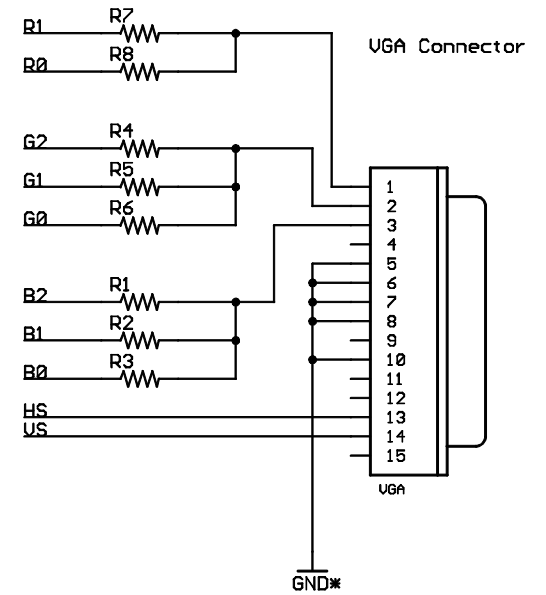 R7
R1
R8
R0
VGA Connector
R4
G2
R5
G1
R6
G0
R1
B2
R2
B1
R3
B0
HS
VS
1
2
3
4
5
6
7
8
9
10
11
12
13
14
15
VGA
GND*